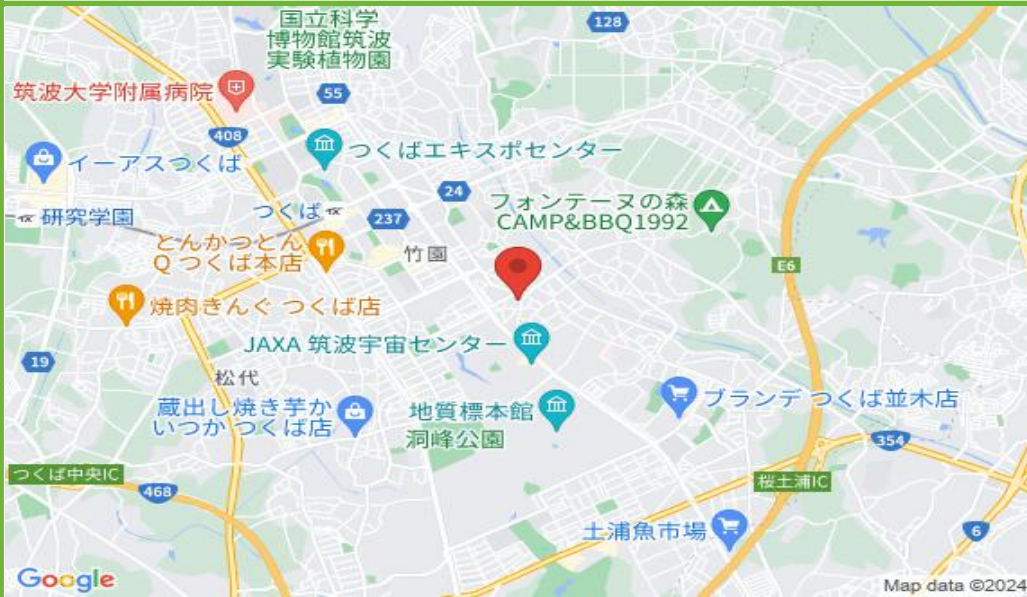 国立科学
博物館筑波
実験植物園
128
筑波大学附属病院
55
408
イーアスつくば
つくばエキスポセンター
24
フォンテーヌの森
CAMP&BBQ1992
研究学園
つくば
237
とんかつとん
Q つくば本店
竹園
E6
焼肉きんぐ つくば店
JAXA 筑波宇宙センター
19
松代
蔵出し焼き芋か
いつか つくば店
地質標本館
洞峰公園
ブランデ つくば並木店
354
つくば中央IC
468
桜土浦IC
土浦魚市場
6
Google
Map data ©2024